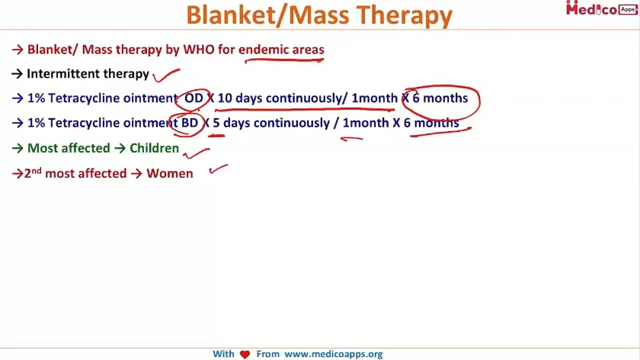 Blanket/Mass Therapy
Medico Apps
→ Blanket/ Mass therapy by WHO for endemic areas
→ Intermittent therapy
→ 1% Tetracycline ointment OD X 10 days continuously/ 1month X 6 months
→ 1% Tetracycline ointment BD X 5 days continuously / 1month X 6 months
→ Most affected → Children
→2nd most affected → Women
With ♥ From www.medicoapps.org